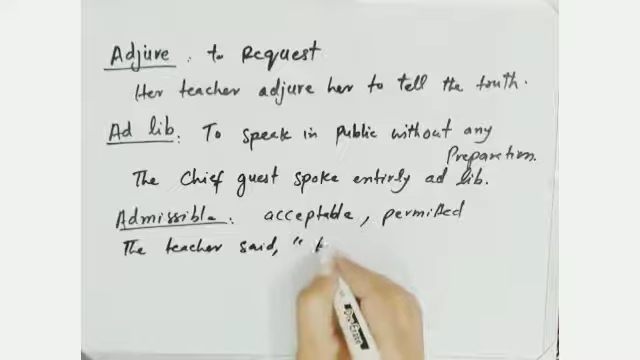 Adjure : to Request
Her teacher adjure her to tell the truth.
Ad lib : To speak in public without any
Preparation.
The Chief guest spoke entirly ad lib.
Admissible : acceptable, permitted
The teacher said, "